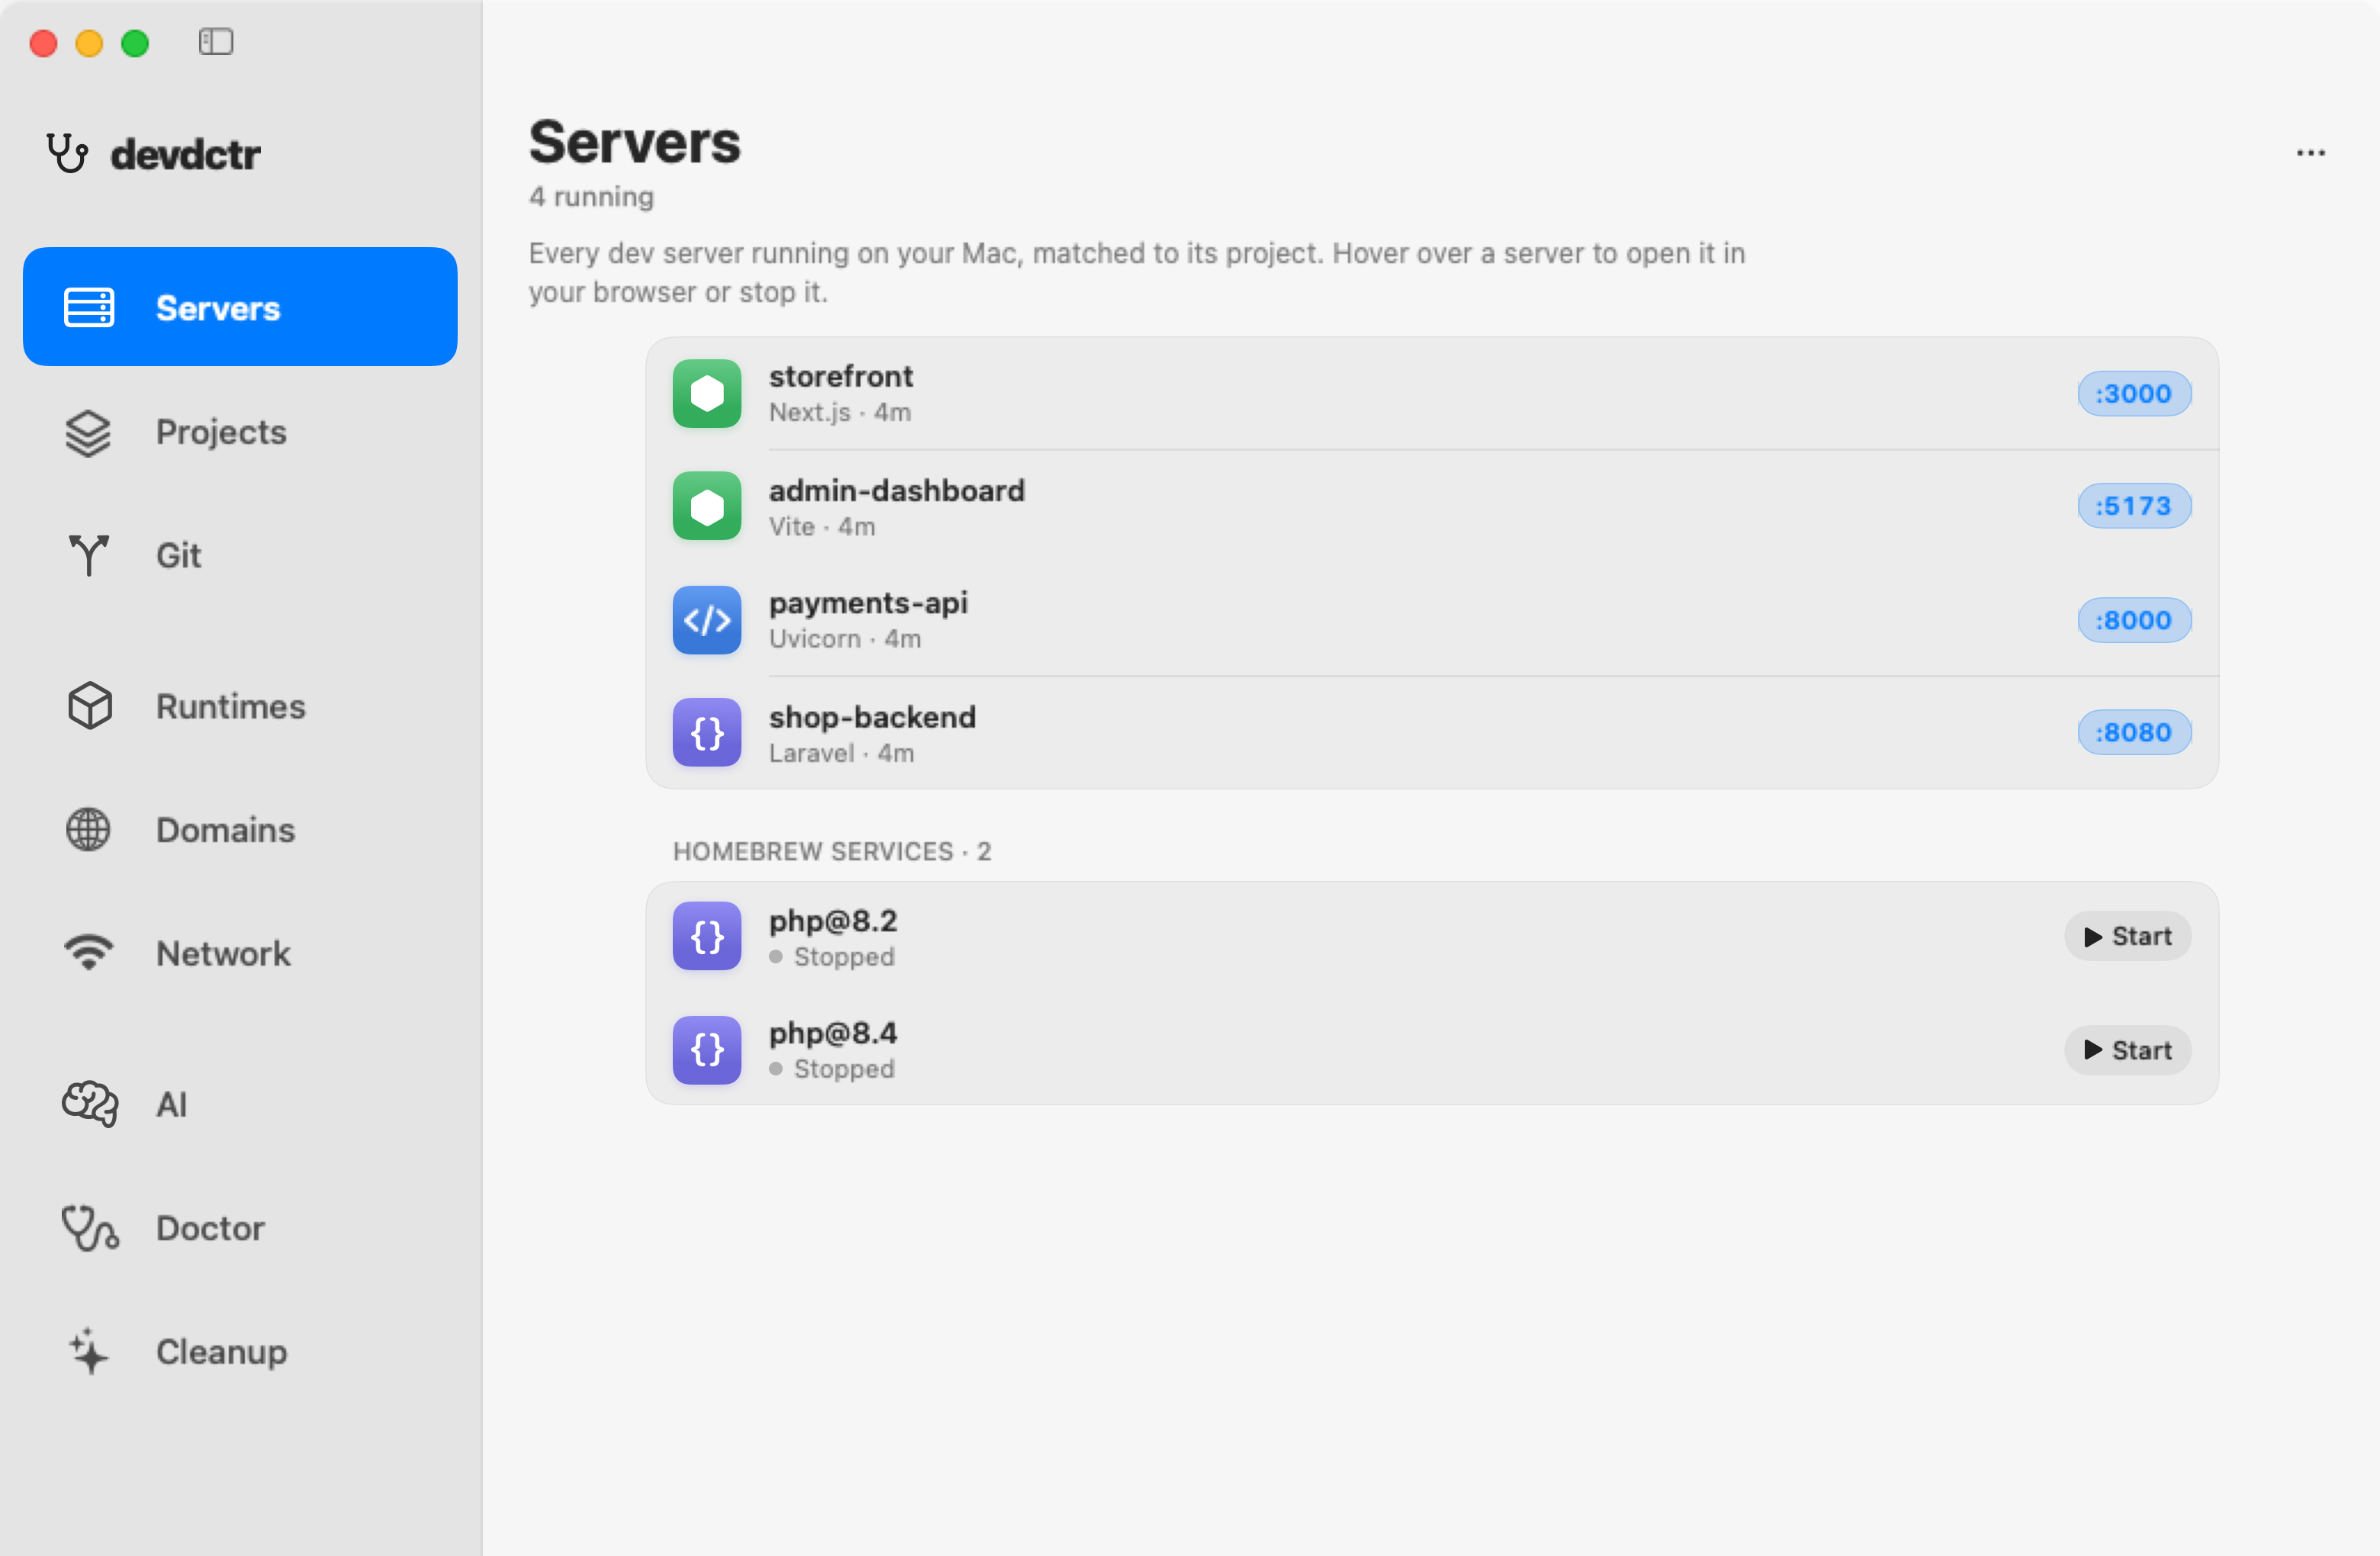 devdctr
Servers
Projects
Git
Runtimes
Domains
Network
AI
Doctor
Cleanup
Servers
4 running
Every dev server running on your Mac, matched to its project. Hover over a server to open it in
your browser or stop it.
storefront
Next.js · 4m
:3000
admin-dashboard
Vite · 4m
:5173
payments-api
Uvicorn · 4m
:8000
shop-backend
Laravel · 4m
:8080
HOMEBREW SERVICES · 2
php@8.2
Stopped
Start
php@8.4
Stopped
Start